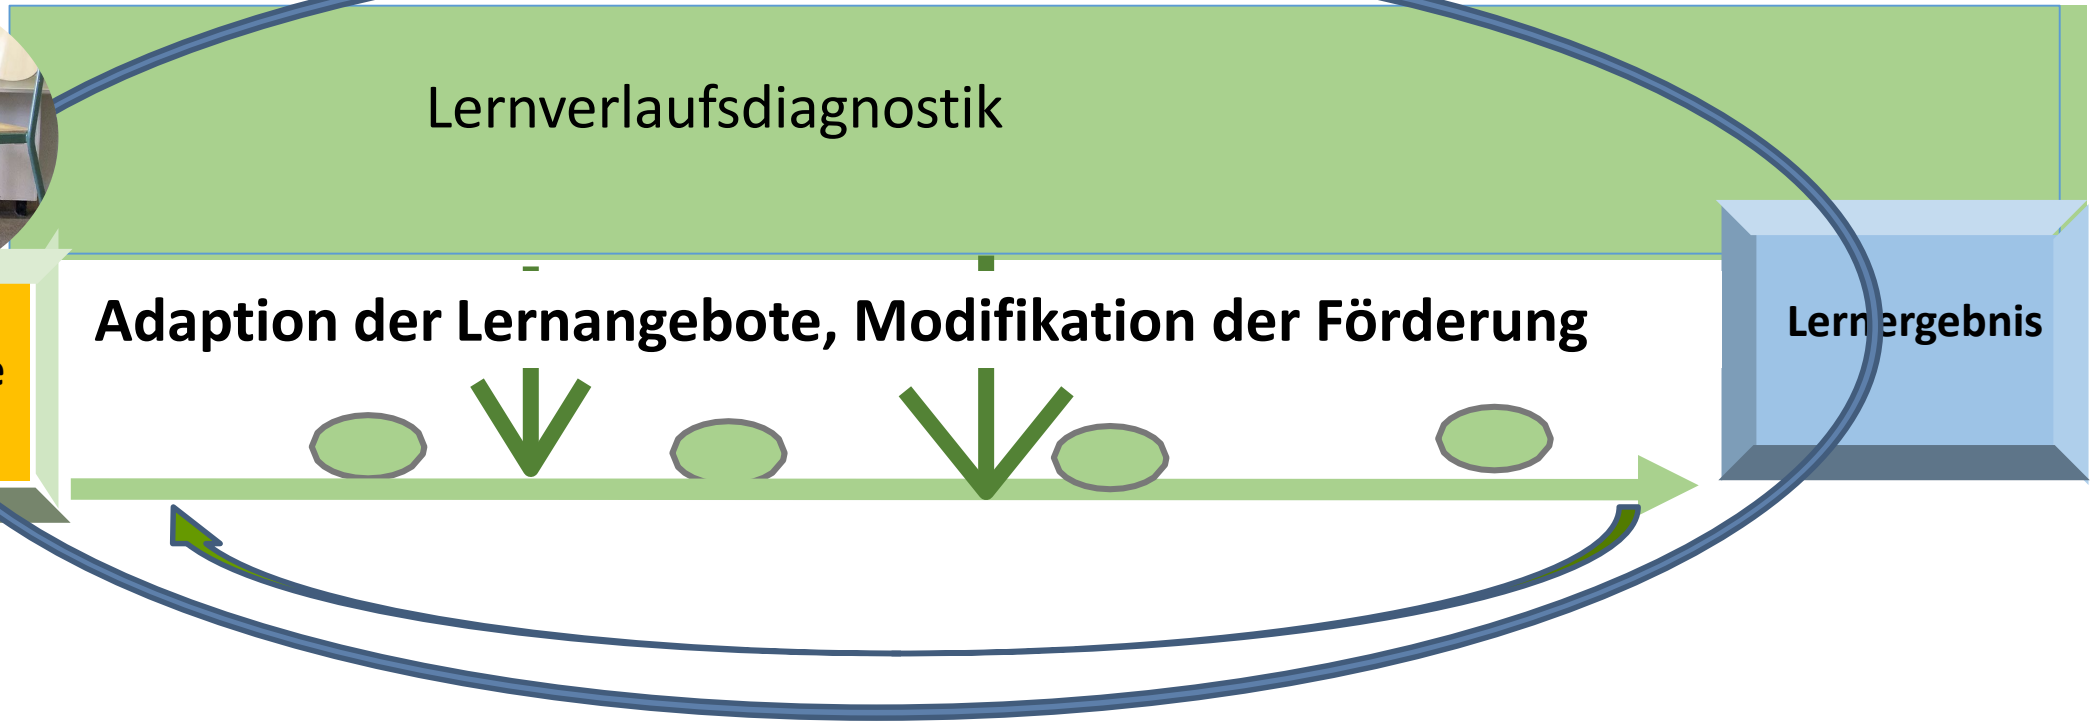 Lernverlaufsdiagnostik
Adaption der Lernangebote, Modifikation der Förderung
Lernergebnis
e